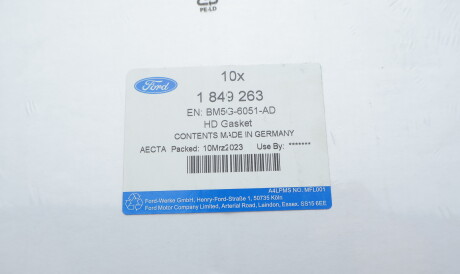 PE-LD
Ford
10x
1 849 263
EN: BM5G-6051-AD
HD Gasket
CONTENTS MADE IN GERMANY
AECTA Packed: 10Mrz2023 Use By: *******
A4LPMS NO.: MFL001
Ford-Werke GmbH, Henry-Ford-Straße 1, 50735 Köln
Ford Motor Company Limited, Arterial Road, Laindon, Essex. SS15 6EE